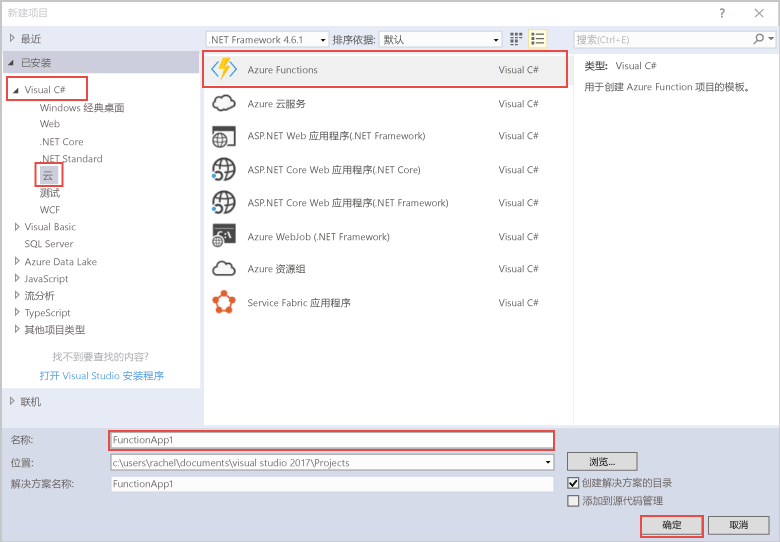 新建项目
最近
.NET Framework 4.6.1 排序依据: 默认
搜索(Ctrl+E)
已安装
Visual C#
Windows 经典桌面
Web
.NET Core
.NET Standard
云
测试
WCF
Visual Basic
SQL Server
Azure Data Lake
JavaScript
流分析
TypeScript
其他项目类型
找不到要查找的内容?
打开 Visual Studio 安装程序
联机
Azure Functions Visual C#
Azure 云服务 Visual C#
ASP.NET Web 应用程序(.NET Framework) Visual C#
ASP.NET Core Web 应用程序(.NET Core) Visual C#
ASP.NET Core Web 应用程序(.NET Framework) Visual C#
Azure WebJob (.NET Framework) Visual C#
Azure 资源组 Visual C#
Service Fabric 应用程序 Visual C#
类型: Visual C#
用于创建 Azure Function 项目的模板。
名称: FunctionApp1
位置: c:\users\rachel\documents\visual studio 2017\Projects
浏览...
解决方案名称: FunctionApp1
创建解决方案的目录
添加到源代码管理
确定 取消